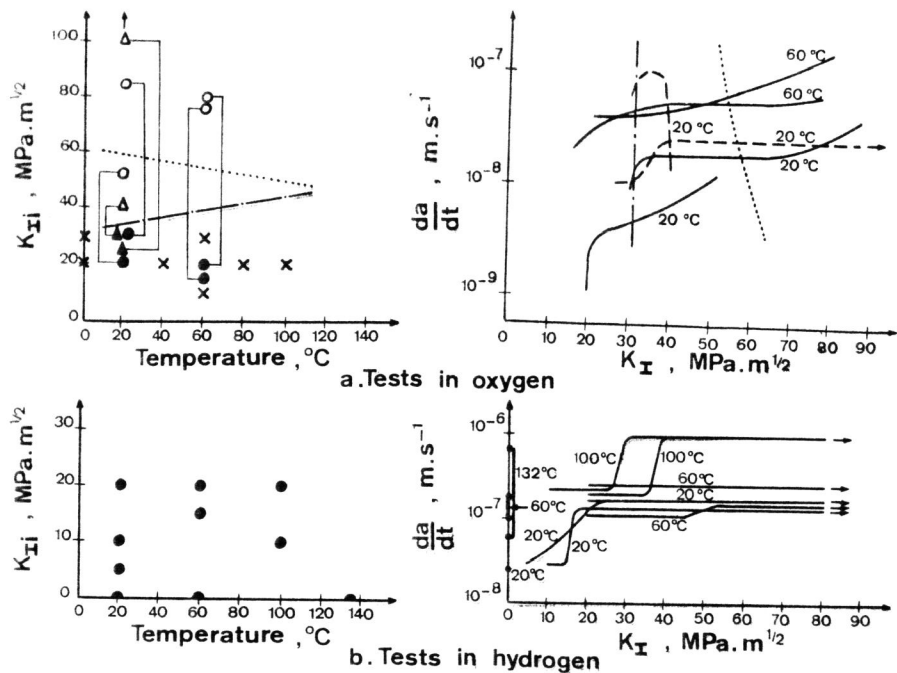 K_Ii , MPa.m^1/2
100
80
60
40
20
0
0 20 40 60 80 100 120 140
Temperature ,°C
da/dt , m.s⁻¹
10⁻⁷
10⁻⁸
10⁻⁹
60 °C
60 °C
20 °C
20 °C
20 °C
20 °C
10 20 30 40 50 60 70 80 90
K_I , MPa.m^1/2
a.Tests in oxygen
K_Ii , MPa.m^1/2
30
20
10
0
20 40 60 80 100 120 140
Temperature ,°C
da/dt , m.s⁻¹
10⁻⁶
10⁻⁷
10⁻⁸
100°C
100°C
132°C
60°C
20°C
60°C
60°C
20°C
20°C
20°C
0 10 20 30 40 50 60 70 80 90
K_I , MPa.m^1/2
b. Tests in hydrogen